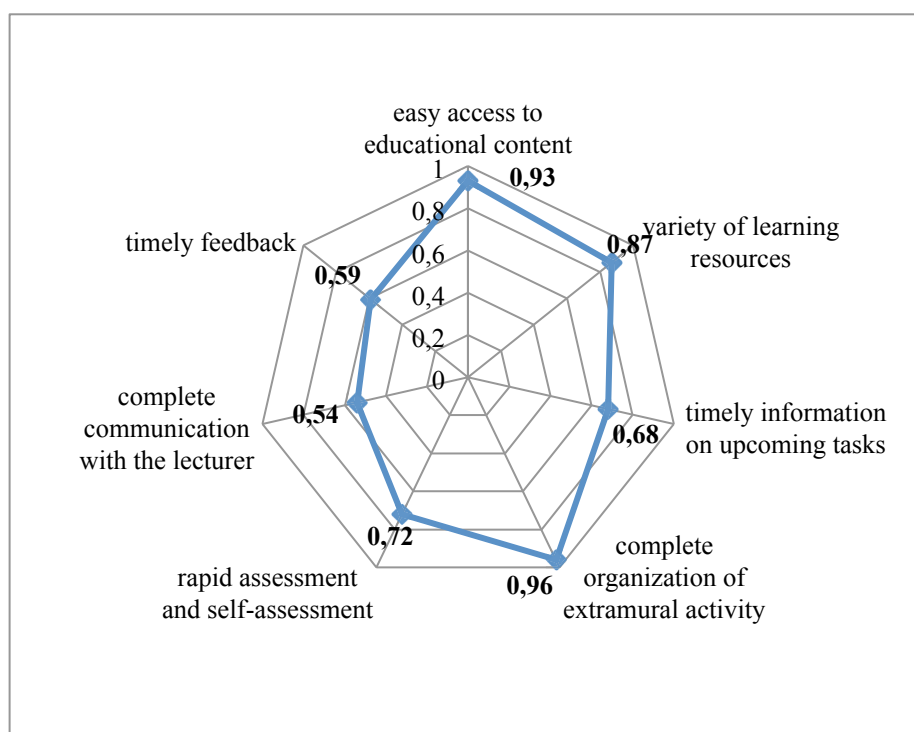 easy access to
educational content
1
0,93
0,8
variety of learning
resources
0,87
timely feedback
0,59
0,6
0,4
0,2
0
complete
communication
with the lecturer
0,54
timely information
on upcoming tasks
0,68
rapid assessment
and self-assessment
0,72
complete
organization of
extramural activity
0,96